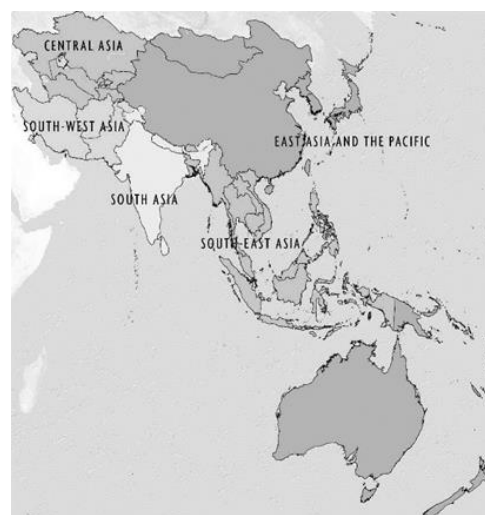 CENTRAL ASIA
SOUTH-WEST ASIA
EAST ASIA AND THE PACIFIC
SOUTH ASIA
SOUTH-EAST ASIA